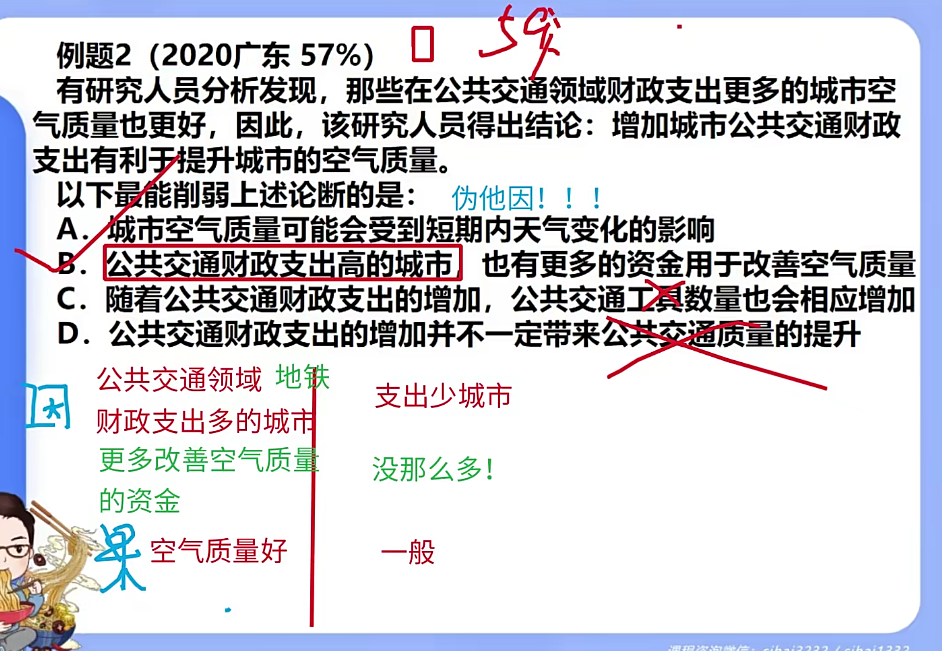 例题2（2020广东 57%）
有研究人员分析发现，那些在公共交通领域财政支出更多的城市空
气质量也更好，因此，该研究人员得出结论：增加城市公共交通财政
支出有利于提升城市的空气质量。
以下最能削弱上述论断的是：
伪他因！！！
A．城市空气质量可能会受到短期内天气变化的影响
B．公共交通财政支出高的城市，也有更多的资金用于改善空气质量
C．随着公共交通财政支出的增加，公共交通工具数量也会相应增加
D．公共交通财政支出的增加并不一定带来公共交通质量的提升
公共交通领域 地铁
财政支出多的城市
支出少城市
因
更多改善空气质量
的资金
没那么多！
果 空气质量好
一般